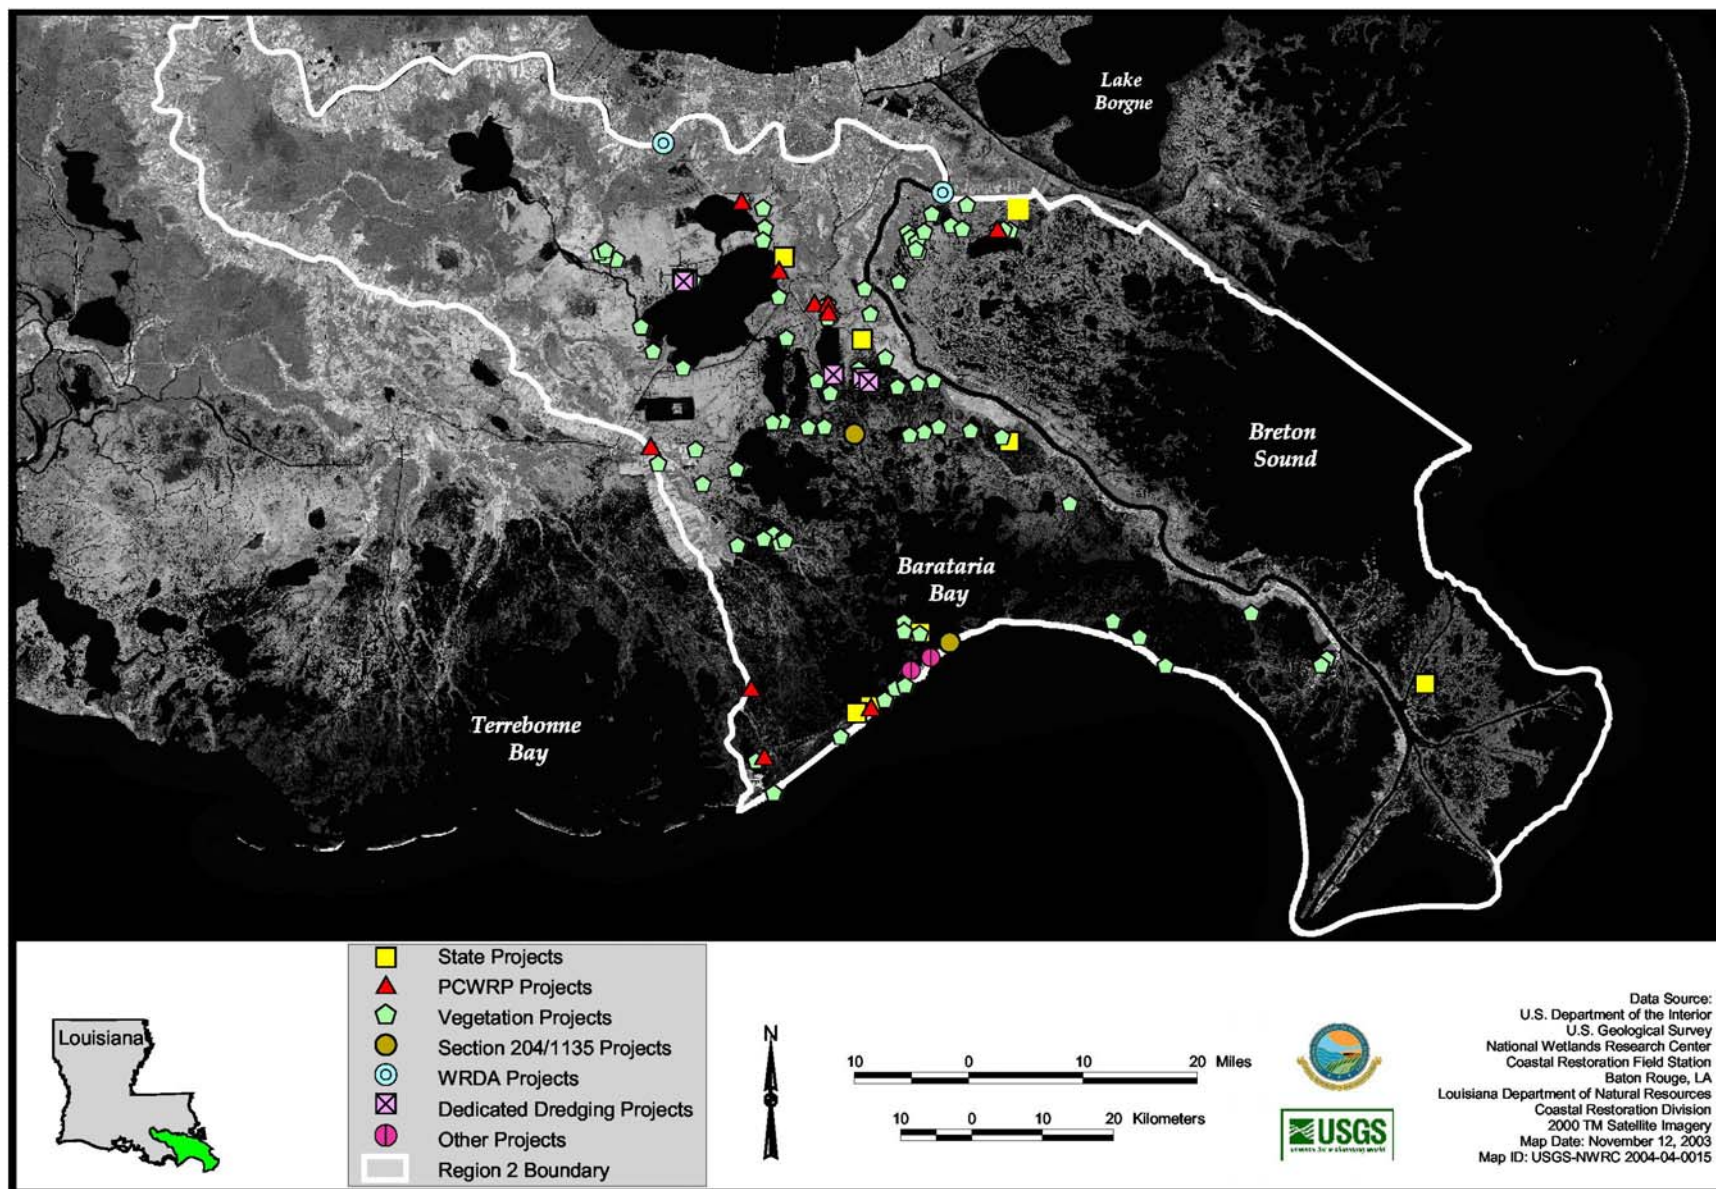 Lake
Borgne
Breton
Sound
Barataria
Bay
Terrebonne
Bay
Louisiana
State Projects
PCWRP Projects
Vegetation Projects
Section 204/1135 Projects
WRDA Projects
Dedicated Dredging Projects
Other Projects
Region 2 Boundary
N
10 0 10 20 Miles
10 0 10 20 Kilometers
USGS
Data Source:
U.S. Department of the Interior
U.S. Geological Survey
National Wetlands Research Center
Coastal Restoration Field Station
Baton Rouge, LA
Louisiana Department of Natural Resources
Coastal Restoration Division
2000 TM Satellite Imagery
Map Date: November 12, 2003
Map ID: USGS-NWRC 2004-04-0015